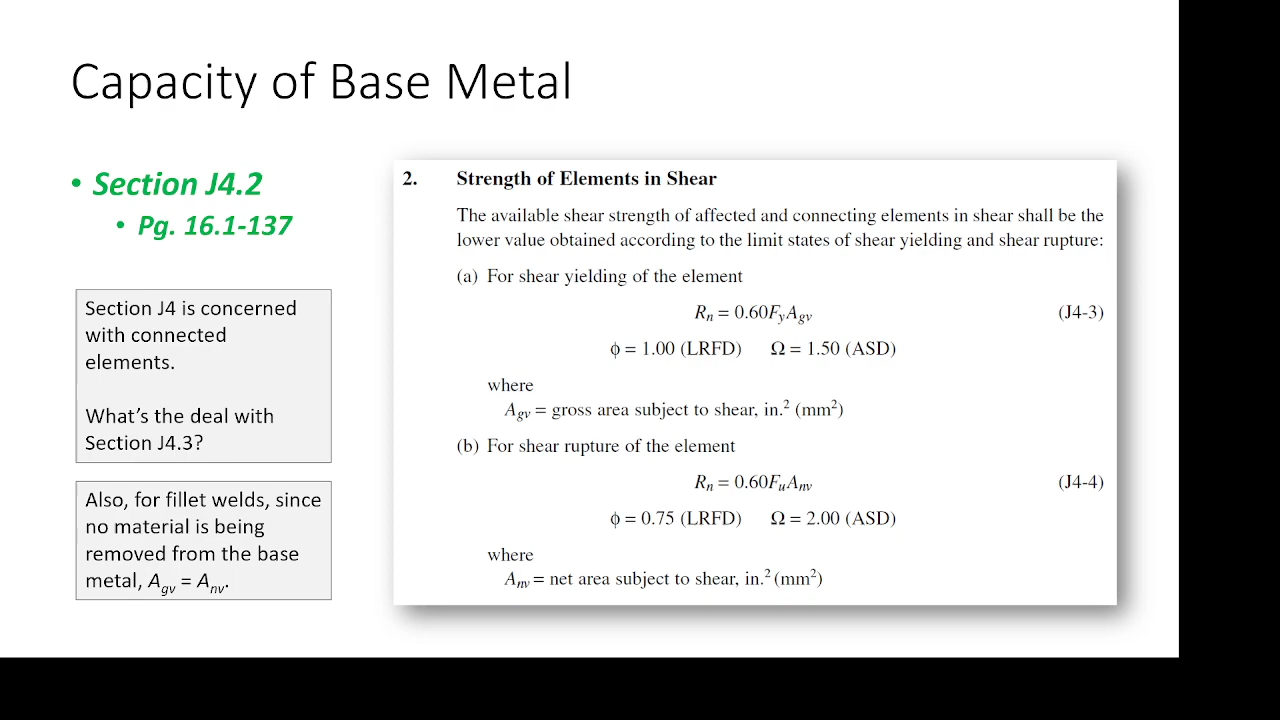 Capacity of Base Metal
• Section J4.2
• Pg. 16.1-137
Section J4 is concerned
with connected
elements.
What’s the deal with
Section J4.3?
Also, for fillet welds, since
no material is being
removed from the base
metal, Agv = Anv.
2. Strength of Elements in Shear
The available shear strength of affected and connecting elements in shear shall be the
lower value obtained according to the limit states of shear yielding and shear rupture:
(a) For shear yielding of the element
Rn = 0.60FyAgv (J4-3)
ϕ = 1.00 (LRFD) Ω = 1.50 (ASD)
where
Agv = gross area subject to shear, in.² (mm²)
(b) For shear rupture of the element
Rn = 0.60FuAnv (J4-4)
ϕ = 0.75 (LRFD) Ω = 2.00 (ASD)
where
Anv = net area subject to shear, in.² (mm²)